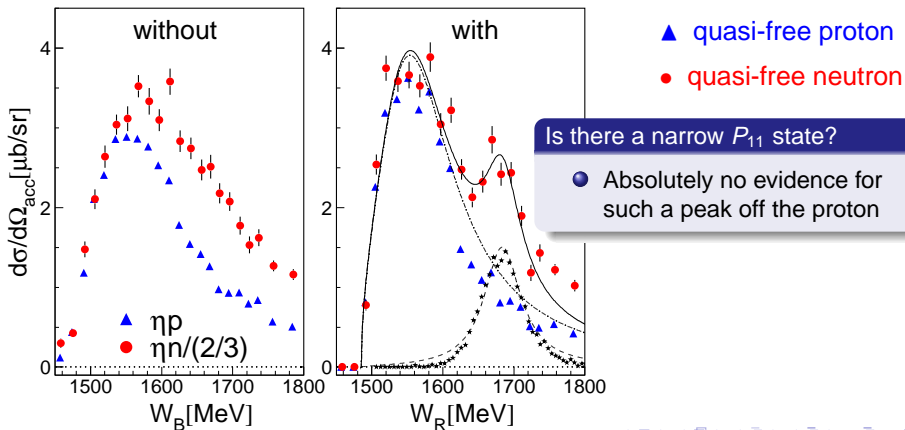 without
with
quasi-free proton
quasi-free neutron
Is there a narrow P₁₁ state?
Absolutely no evidence for
such a peak off the proton
dσ/dΩacc[μb/sr]
4
2
0
ηp
ηn/(2/3)
1500 1600 1700 1800
W_B[MeV]
4
2
0
1500 1600 1700 1800
W_R[MeV]